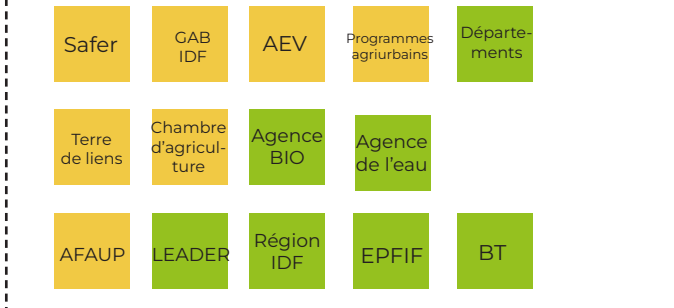 Safer
GAB
IDF
AEV
Programmes
agriurbains
Départe-
ments
Terre
de liens
Chambre
d'agricul-
ture
Agence
BIO
Agence
de l'eau
AFAUP
LEADER
Région
IDF
EPFIF
BT